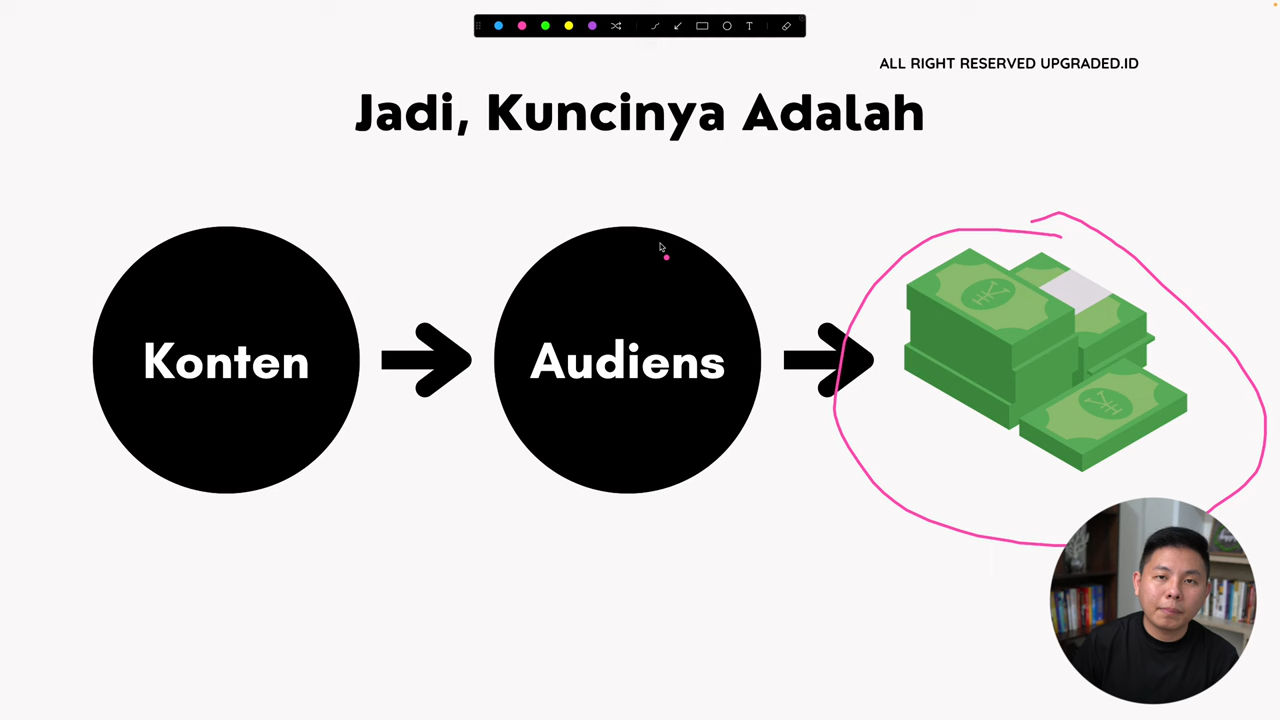 ALL RIGHT RESERVED UPGRADED.ID
Jadi, Kuncinya Adalah
Konten
Audiens